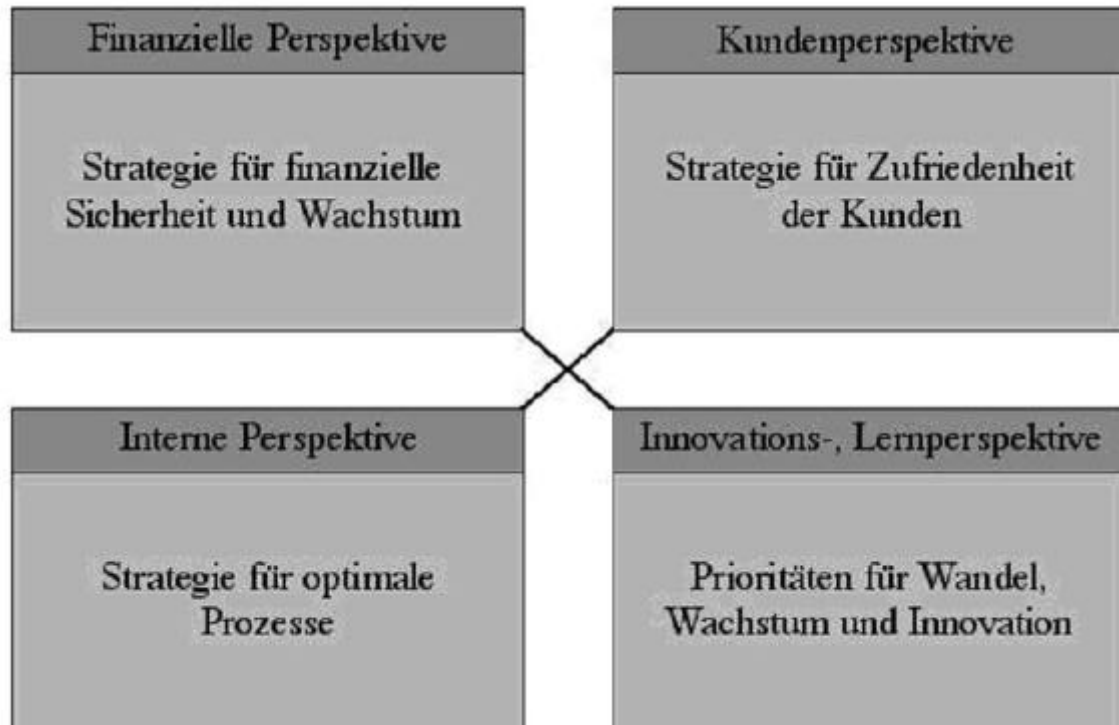 Finanzielle Perspektive
Strategie für finanzielle
Sicherheit und Wachstum
Kundenperspektive
Strategie für Zufriedenheit
der Kunden
Interne Perspektive
Strategie für optimale
Prozesse
Innovations-, Lernperspektive
Prioritäten für Wandel,
Wachstum und Innovation